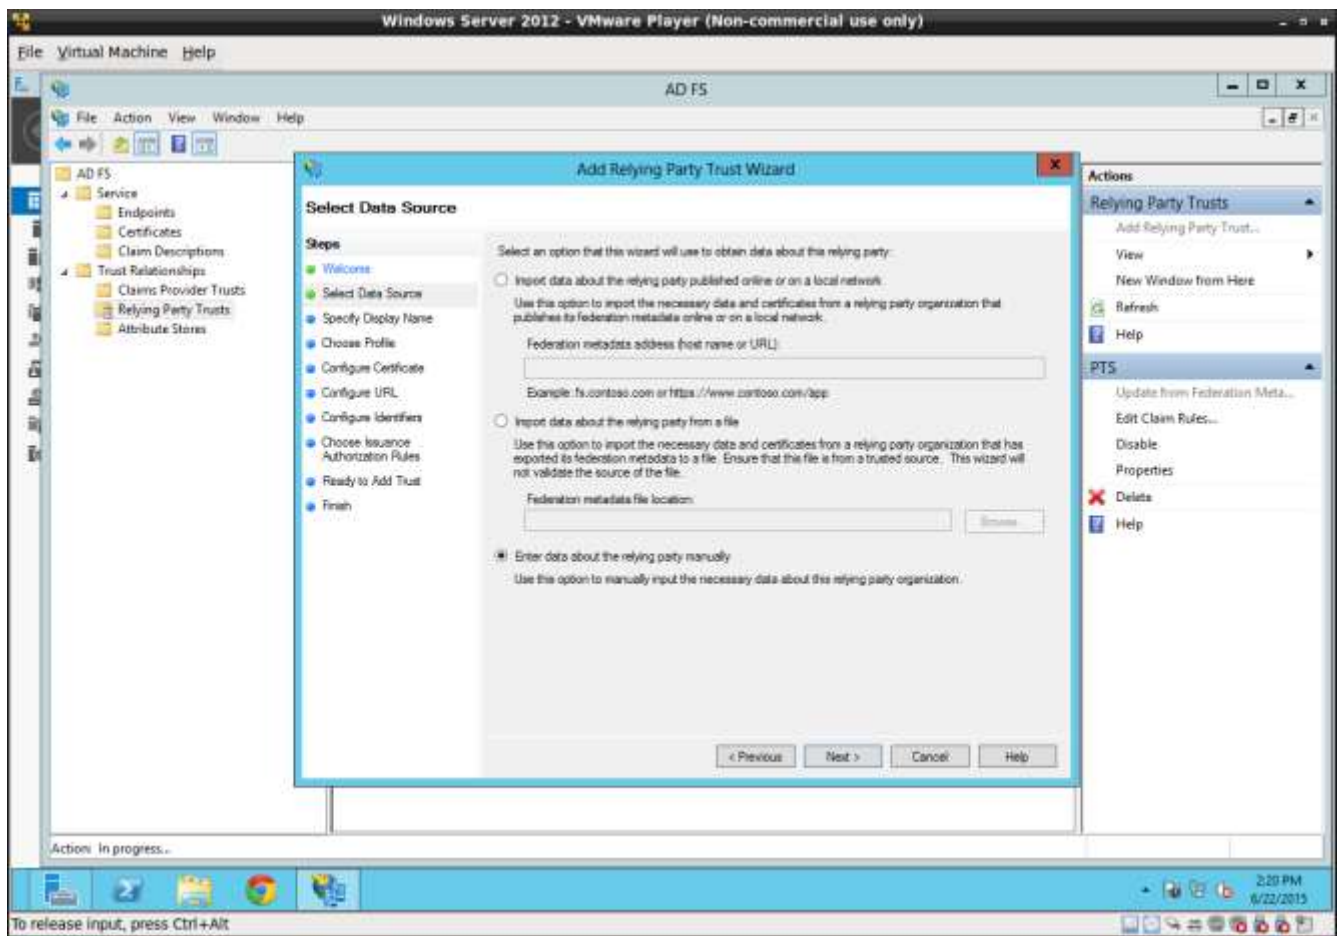 Windows Server 2012 - VMware Player (Non-commercial use only)
File Virtual Machine Help
AD FS
File Action View Window Help
AD FS
Service
Endpoints
Certificates
Claim Descriptions
Trust Relationships
Claims Provider Trusts
Relying Party Trusts
Attribute Stores
Add Relying Party Trust Wizard
Select Data Source
Steps
Welcome
Select Data Source
Specify Display Name
Choose Profile
Configure Certificate
Configure URL
Configure Identifiers
Choose Issuance
Authorization Rules
Ready to Add Trust
Finish
Select an option that this wizard will use to obtain data about this relying party:
Import data about the relying party published online or on a local network
Use this option to import the necessary data and certificates from a relying party organization that
publishes its federation metadata online or on a local network.
Federation metadata address (host name or URL):
Example: fs.contoso.com or https://www.contoso.com/app
Import data about the relying party from a file
Use this option to import the necessary data and certificates from a relying party organization that has
exported its federation metadata to a file. Ensure that this file is from a trusted source. This wizard will
not validate the source of the file.
Federation metadata file location:
Browse...
Enter data about the relying party manually
Use this option to manually input the necessary data about this relying party organization.
< Previous Next > Cancel Help
Actions
Relying Party Trusts
Add Relying Party Trust...
View
New Window from Here
Refresh
Help
PTS
Update from Federation Meta...
Edit Claim Rules...
Disable
Properties
Delete
Help
Action: In progress...
2:20 PM
6/22/2015
To release input, press Ctrl+Alt